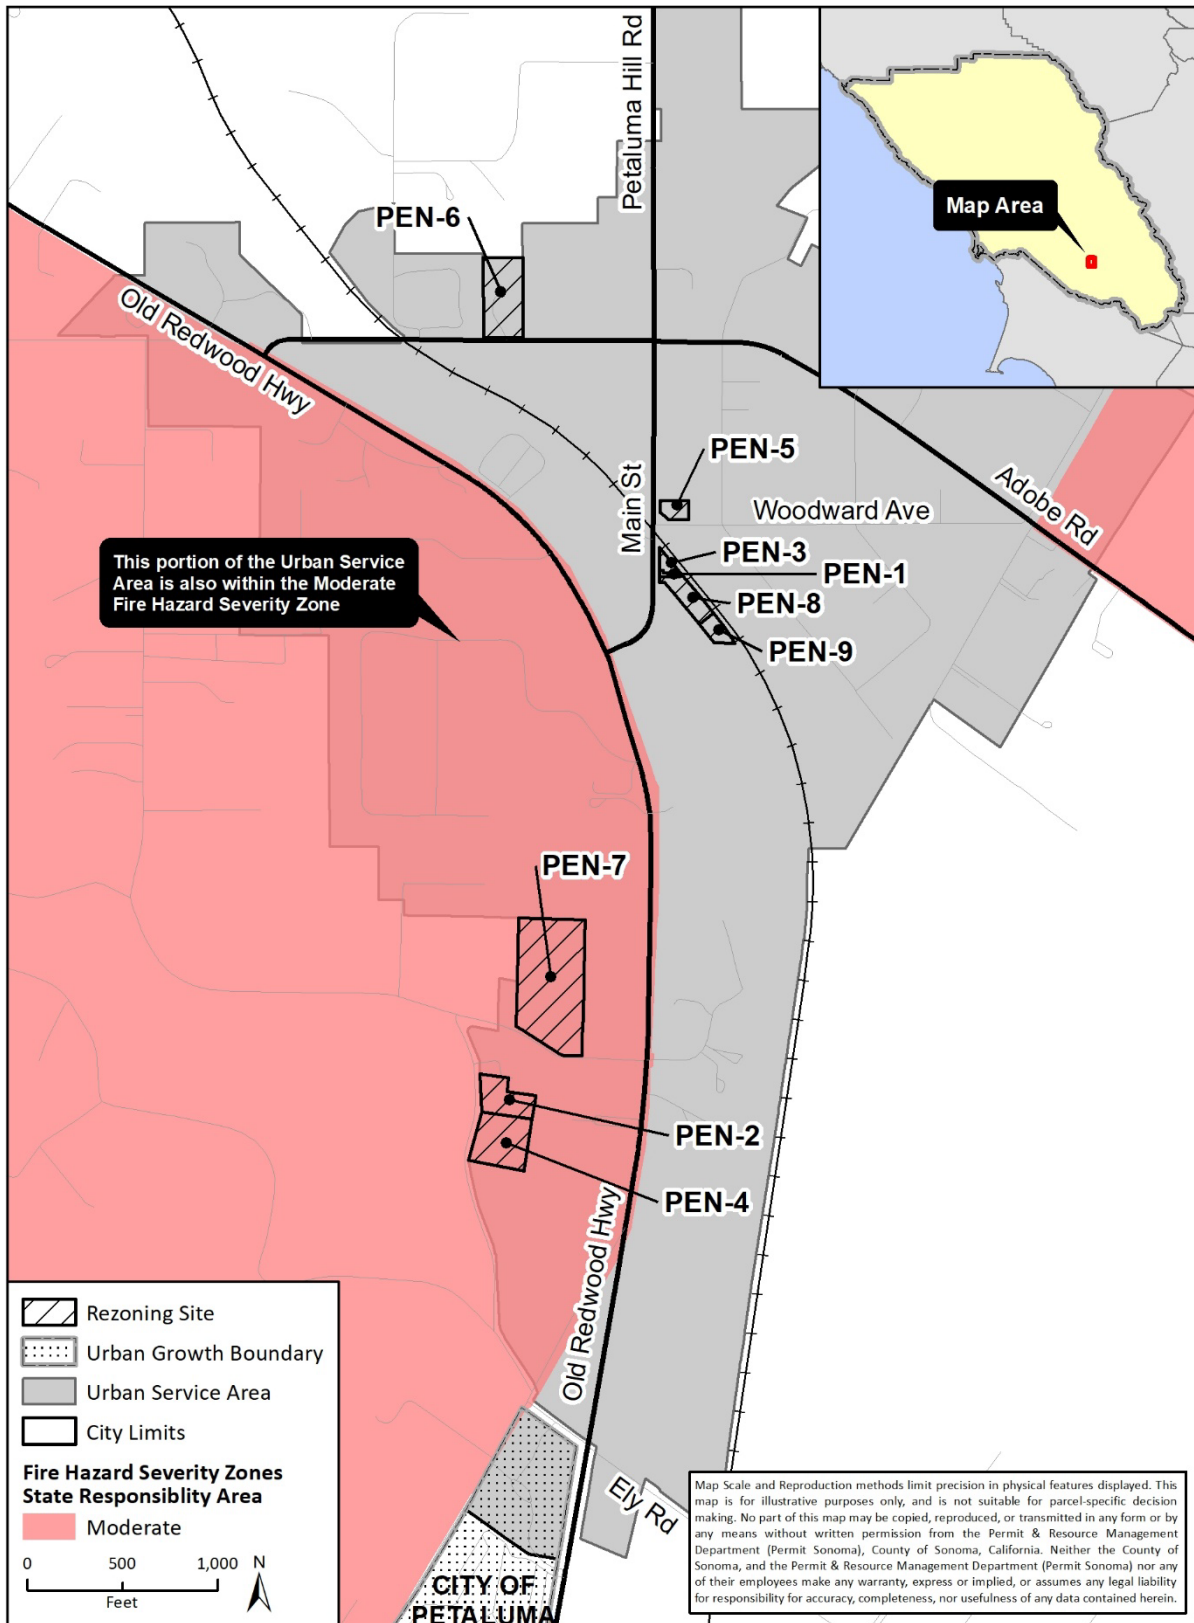 Petaluma Hill Rd
Map Area
PEN-6
Old Redwood Hwy
Main St
PEN-5
Woodward Ave
Adobe Rd
PEN-3
PEN-1
PEN-8
PEN-9
This portion of the Urban Service
Area is also within the Moderate
Fire Hazard Severity Zone
PEN-7
PEN-2
PEN-4
Old Redwood Hwy
Ely Rd
CITY OF
PETALUMA
Rezoning Site
Urban Growth Boundary
Urban Service Area
City Limits
Fire Hazard Severity Zones
State Responsiblity Area
Moderate
0 500 1,000
Feet
N
Map Scale and Reproduction methods limit precision in physical features displayed. This
map is for illustrative purposes only, and is not suitable for parcel-specific decision
making. No part of this map may be copied, reproduced, or transmitted in any form or by
any means without written permission from the Permit & Resource Management
Department (Permit Sonoma), County of Sonoma, California. Neither the County of
Sonoma, and the Permit & Resource Management Department (Permit Sonoma) nor any
of their employees make any warranty, express or implied, or assumes any legal liability
for responsibility for accuracy, completeness, nor usefulness of any data contained herein.